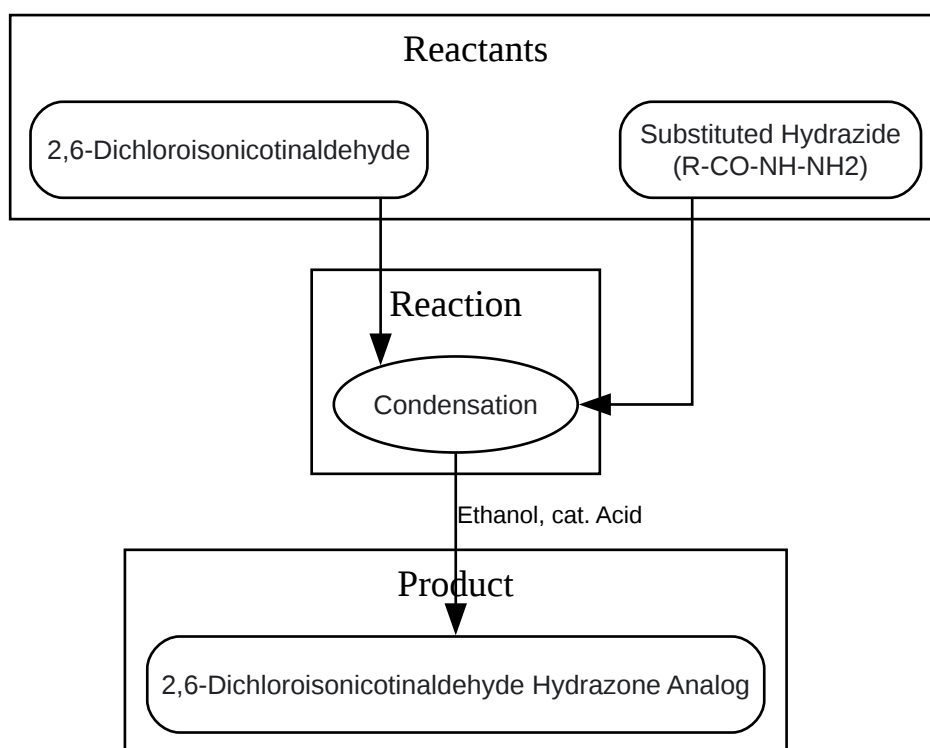 Reactants
2,6-Dichloroisonicotinaldehyde
Substituted Hydrazide
(R-CO-NH-NH2)
Reaction
Condensation
Ethanol, cat. Acid
Product
2,6-Dichloroisonicotinaldehyde Hydrazone Analog